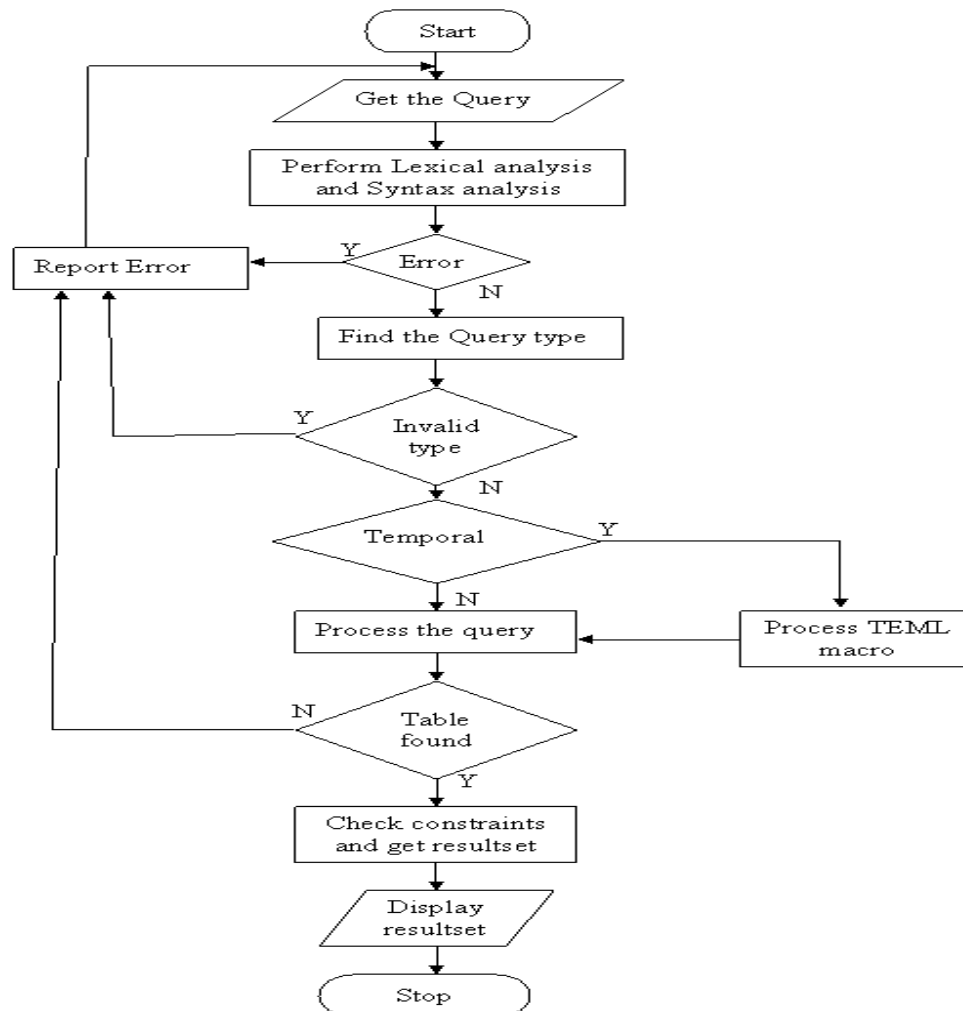 Start
Get the Query
Perform Lexical analysis
and Syntax analysis
Y
Report Error
Error
N
Find the Query type
Y
Invalid
type
N
Temporal
Y
N
Process the query
Process TEML
macro
N
Table
found
Y
Check constraints
and get resultset
Display
resultset
Stop